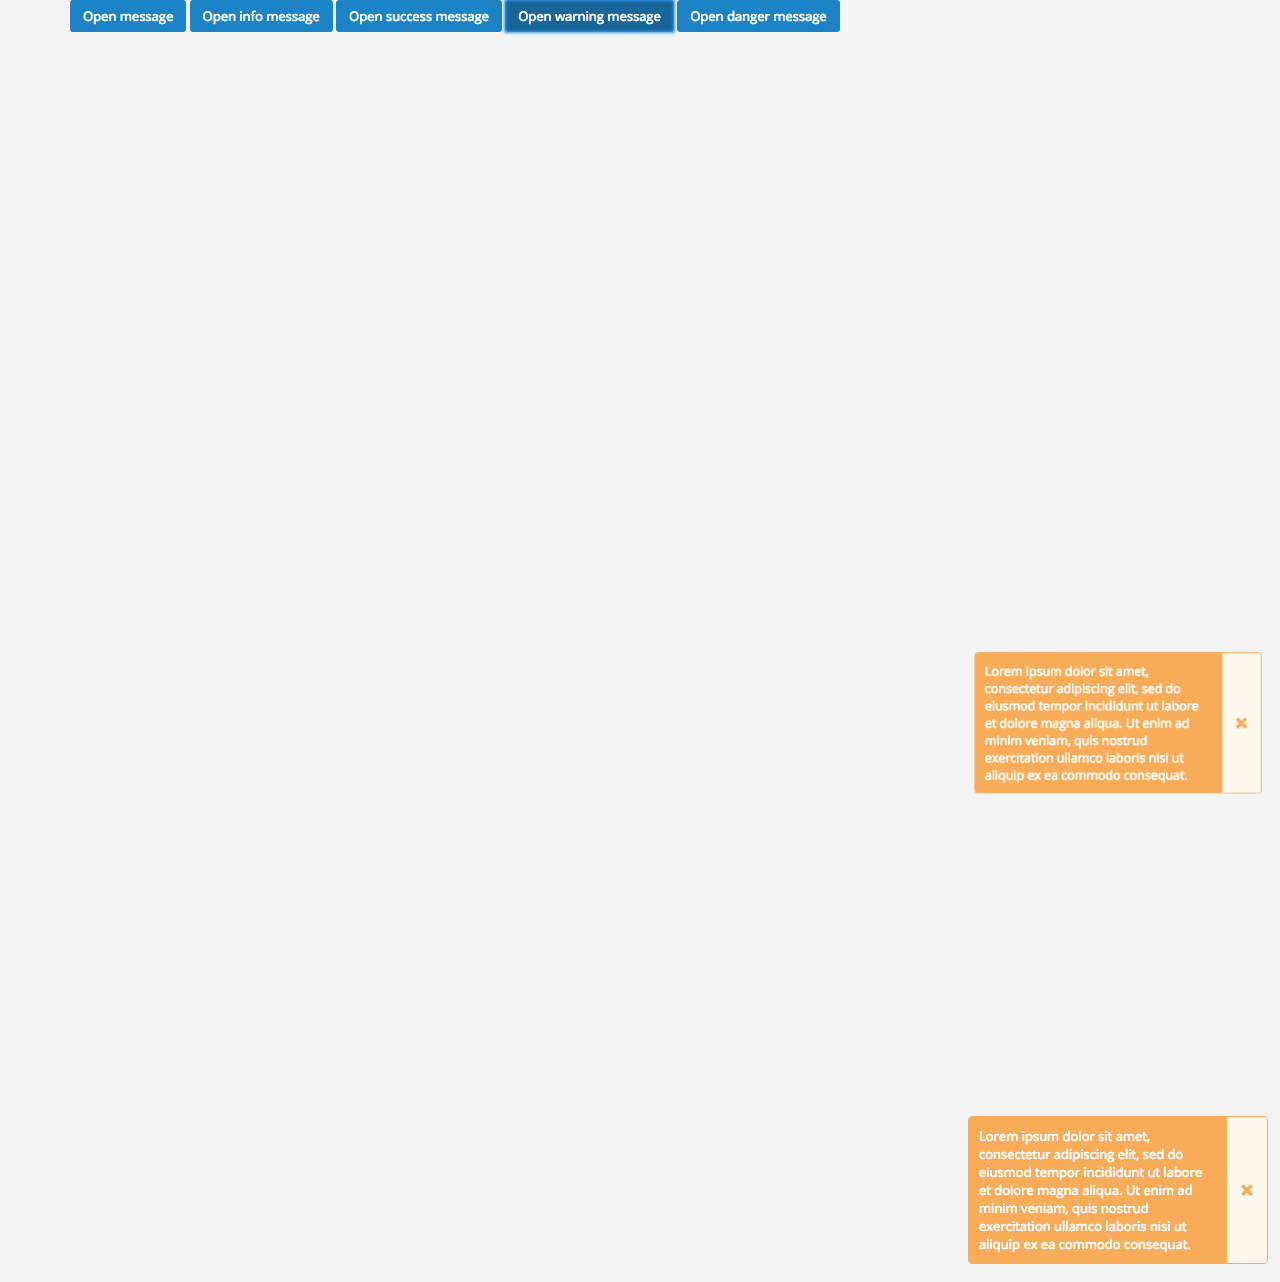 Open message Open info message Open success message Open warning message Open danger message
Lorem ipsum dolor sit amet,
consectetur adipiscing elit, sed do
eiusmod tempor incididunt ut labore
et dolore magna aliqua. Ut enim ad
minim veniam, quis nostrud
exercitation ullamco laboris nisi ut
aliquip ex ea commodo consequat.
Lorem ipsum dolor sit amet,
consectetur adipiscing elit, sed do
eiusmod tempor incididunt ut labore
et dolore magna aliqua. Ut enim ad
minim veniam, quis nostrud
exercitation ullamco laboris nisi ut
aliquip ex ea commodo consequat.